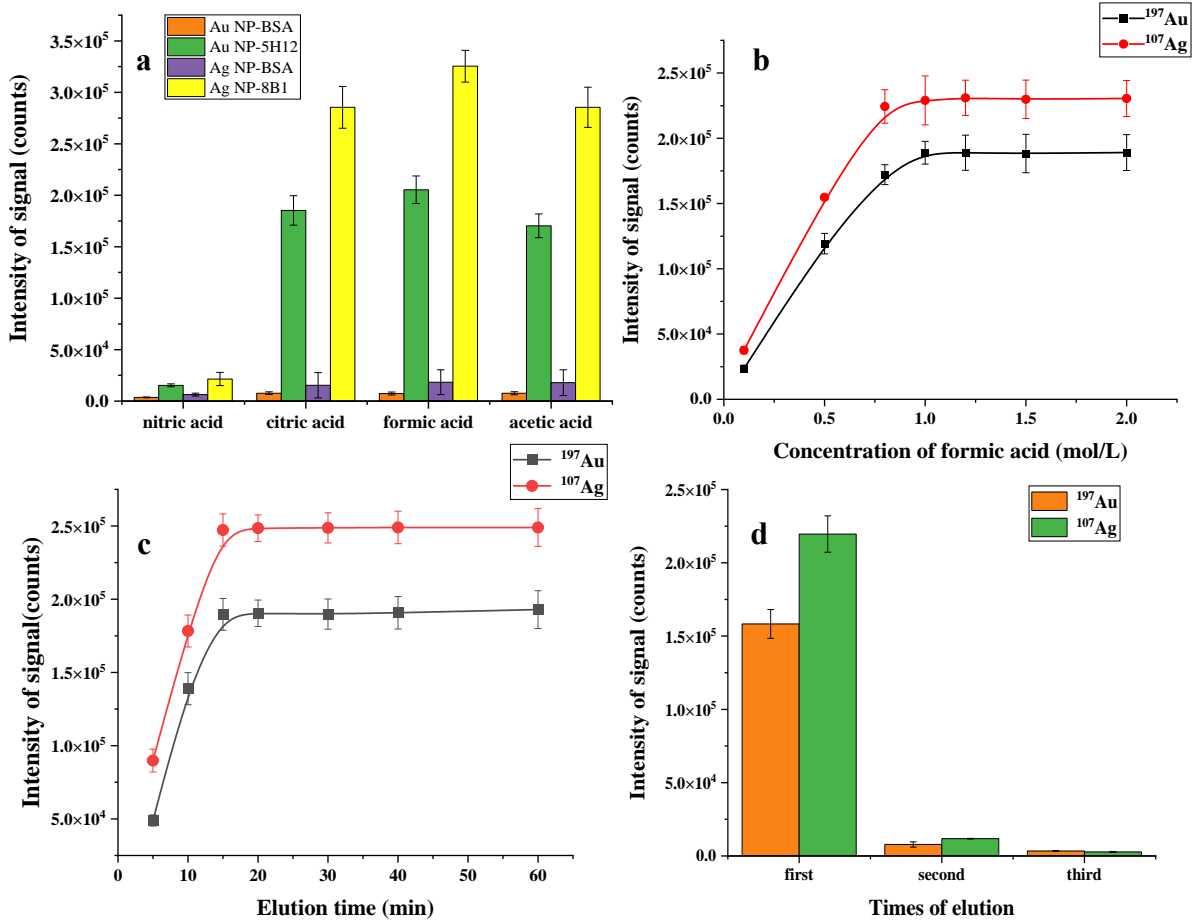 a
Au NP-BSA
Au NP-5H12
Ag NP-BSA
Ag NP-8B1
Intensity of signal (counts)
3.5×10⁵
3.0×10⁵
2.5×10⁵
2.0×10⁵
1.5×10⁵
1.0×10⁵
5.0×10⁴
0.0
nitric acid citric acid formic acid acetic acid
b
¹⁹⁷Au
¹⁰⁷Ag
Intensity of signal (counts)
2.5×10⁵
2.0×10⁵
1.5×10⁵
1.0×10⁵
5.0×10⁴
0.0
0.0 0.5 1.0 1.5 2.0
Concentration of formic acid (mol/L)
c
¹⁹⁷Au
¹⁰⁷Ag
Intensity of signal(counts)
2.5×10⁵
2.0×10⁵
1.5×10⁵
1.0×10⁵
5.0×10⁴
0 10 20 30 40 50 60
Elution time (min)
d
¹⁹⁷Au
¹⁰⁷Ag
Intensity of signal (counts)
2.5×10⁵
2.0×10⁵
1.5×10⁵
1.0×10⁵
5.0×10⁴
0.0
first second third
Times of elution